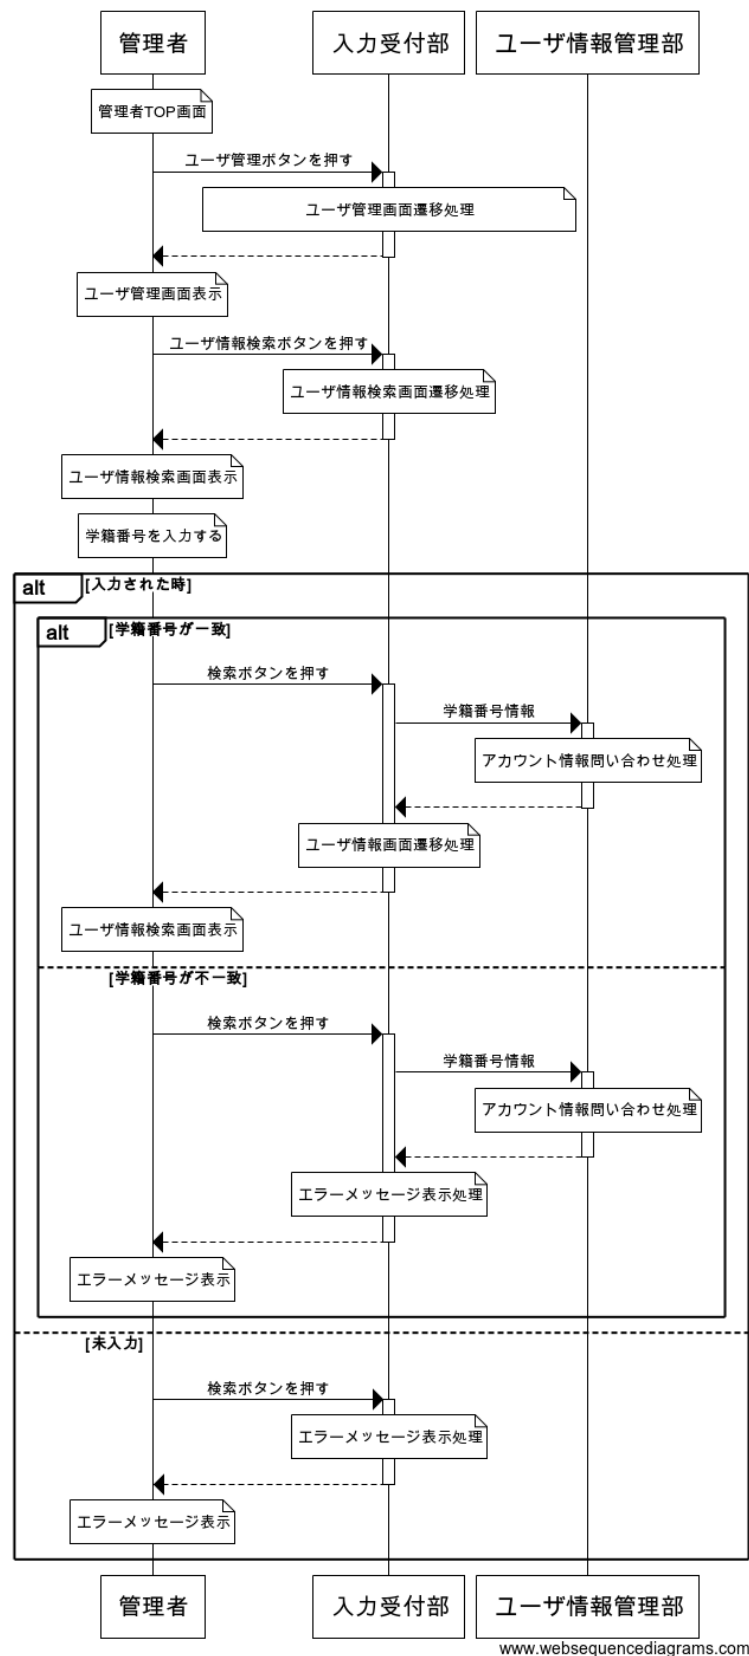 管理者
入力受付部
ユーザ情報管理部
管理者TOP画面
ユーザ管理ボタンを押す
ユーザ管理画面遷移処理
ユーザ管理画面表示
ユーザ情報検索ボタンを押す
ユーザ情報検索画面遷移処理
ユーザ情報検索画面表示
学籍番号を入力する
alt
[入力された時]
alt
[学籍番号が一致]
検索ボタンを押す
学籍番号情報
アカウント情報問い合わせ処理
ユーザ情報画面遷移処理
ユーザ情報検索画面表示
[学籍番号が不一致]
検索ボタンを押す
学籍番号情報
アカウント情報問い合わせ処理
エラーメッセージ表示処理
エラーメッセージ表示
[未入力]
検索ボタンを押す
エラーメッセージ表示処理
エラーメッセージ表示
管理者
入力受付部
ユーザ情報管理部
www.websequencediagrams.com